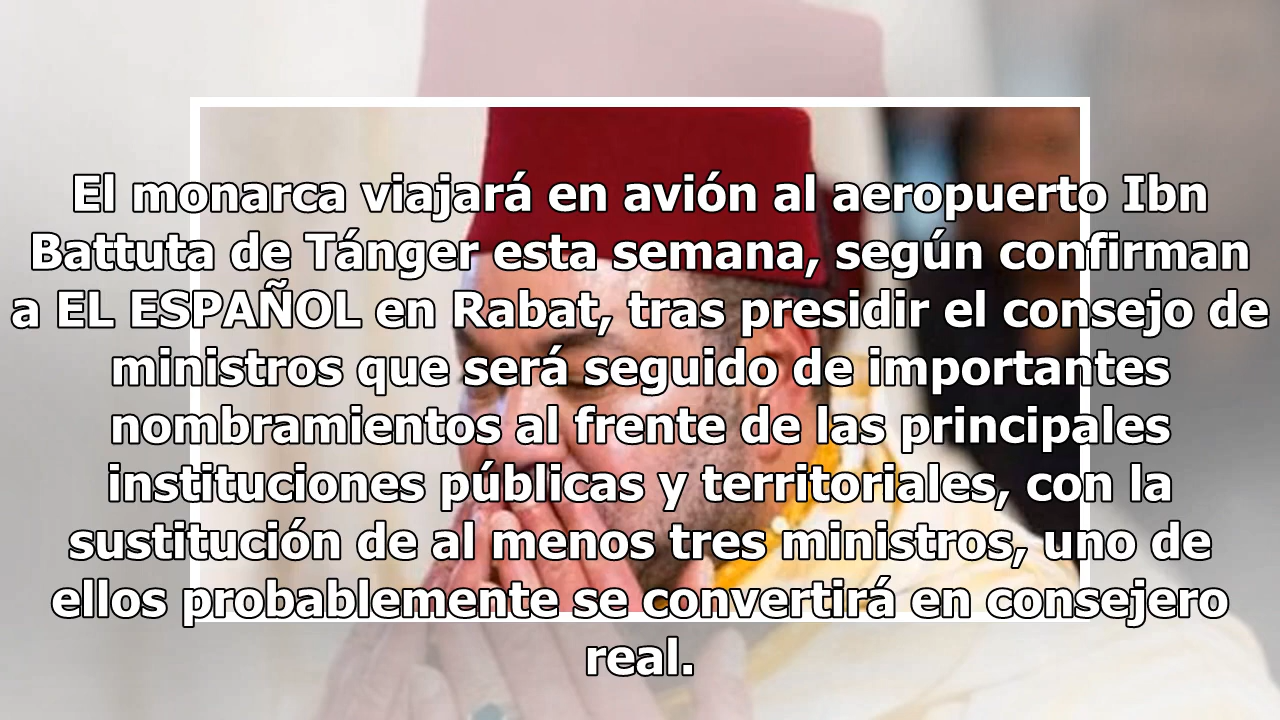 El monarca viajará en avión al aeropuerto Ibn
Battuta de Tánger esta semana, según confirman
a EL ESPAÑOL en Rabat, tras presidir el consejo de
ministros que será seguido de importantes
nombramientos al frente de las principales
instituciones públicas y territoriales, con la
sustitución de al menos tres ministros, uno de
ellos probablemente se convertirá en consejero
real.